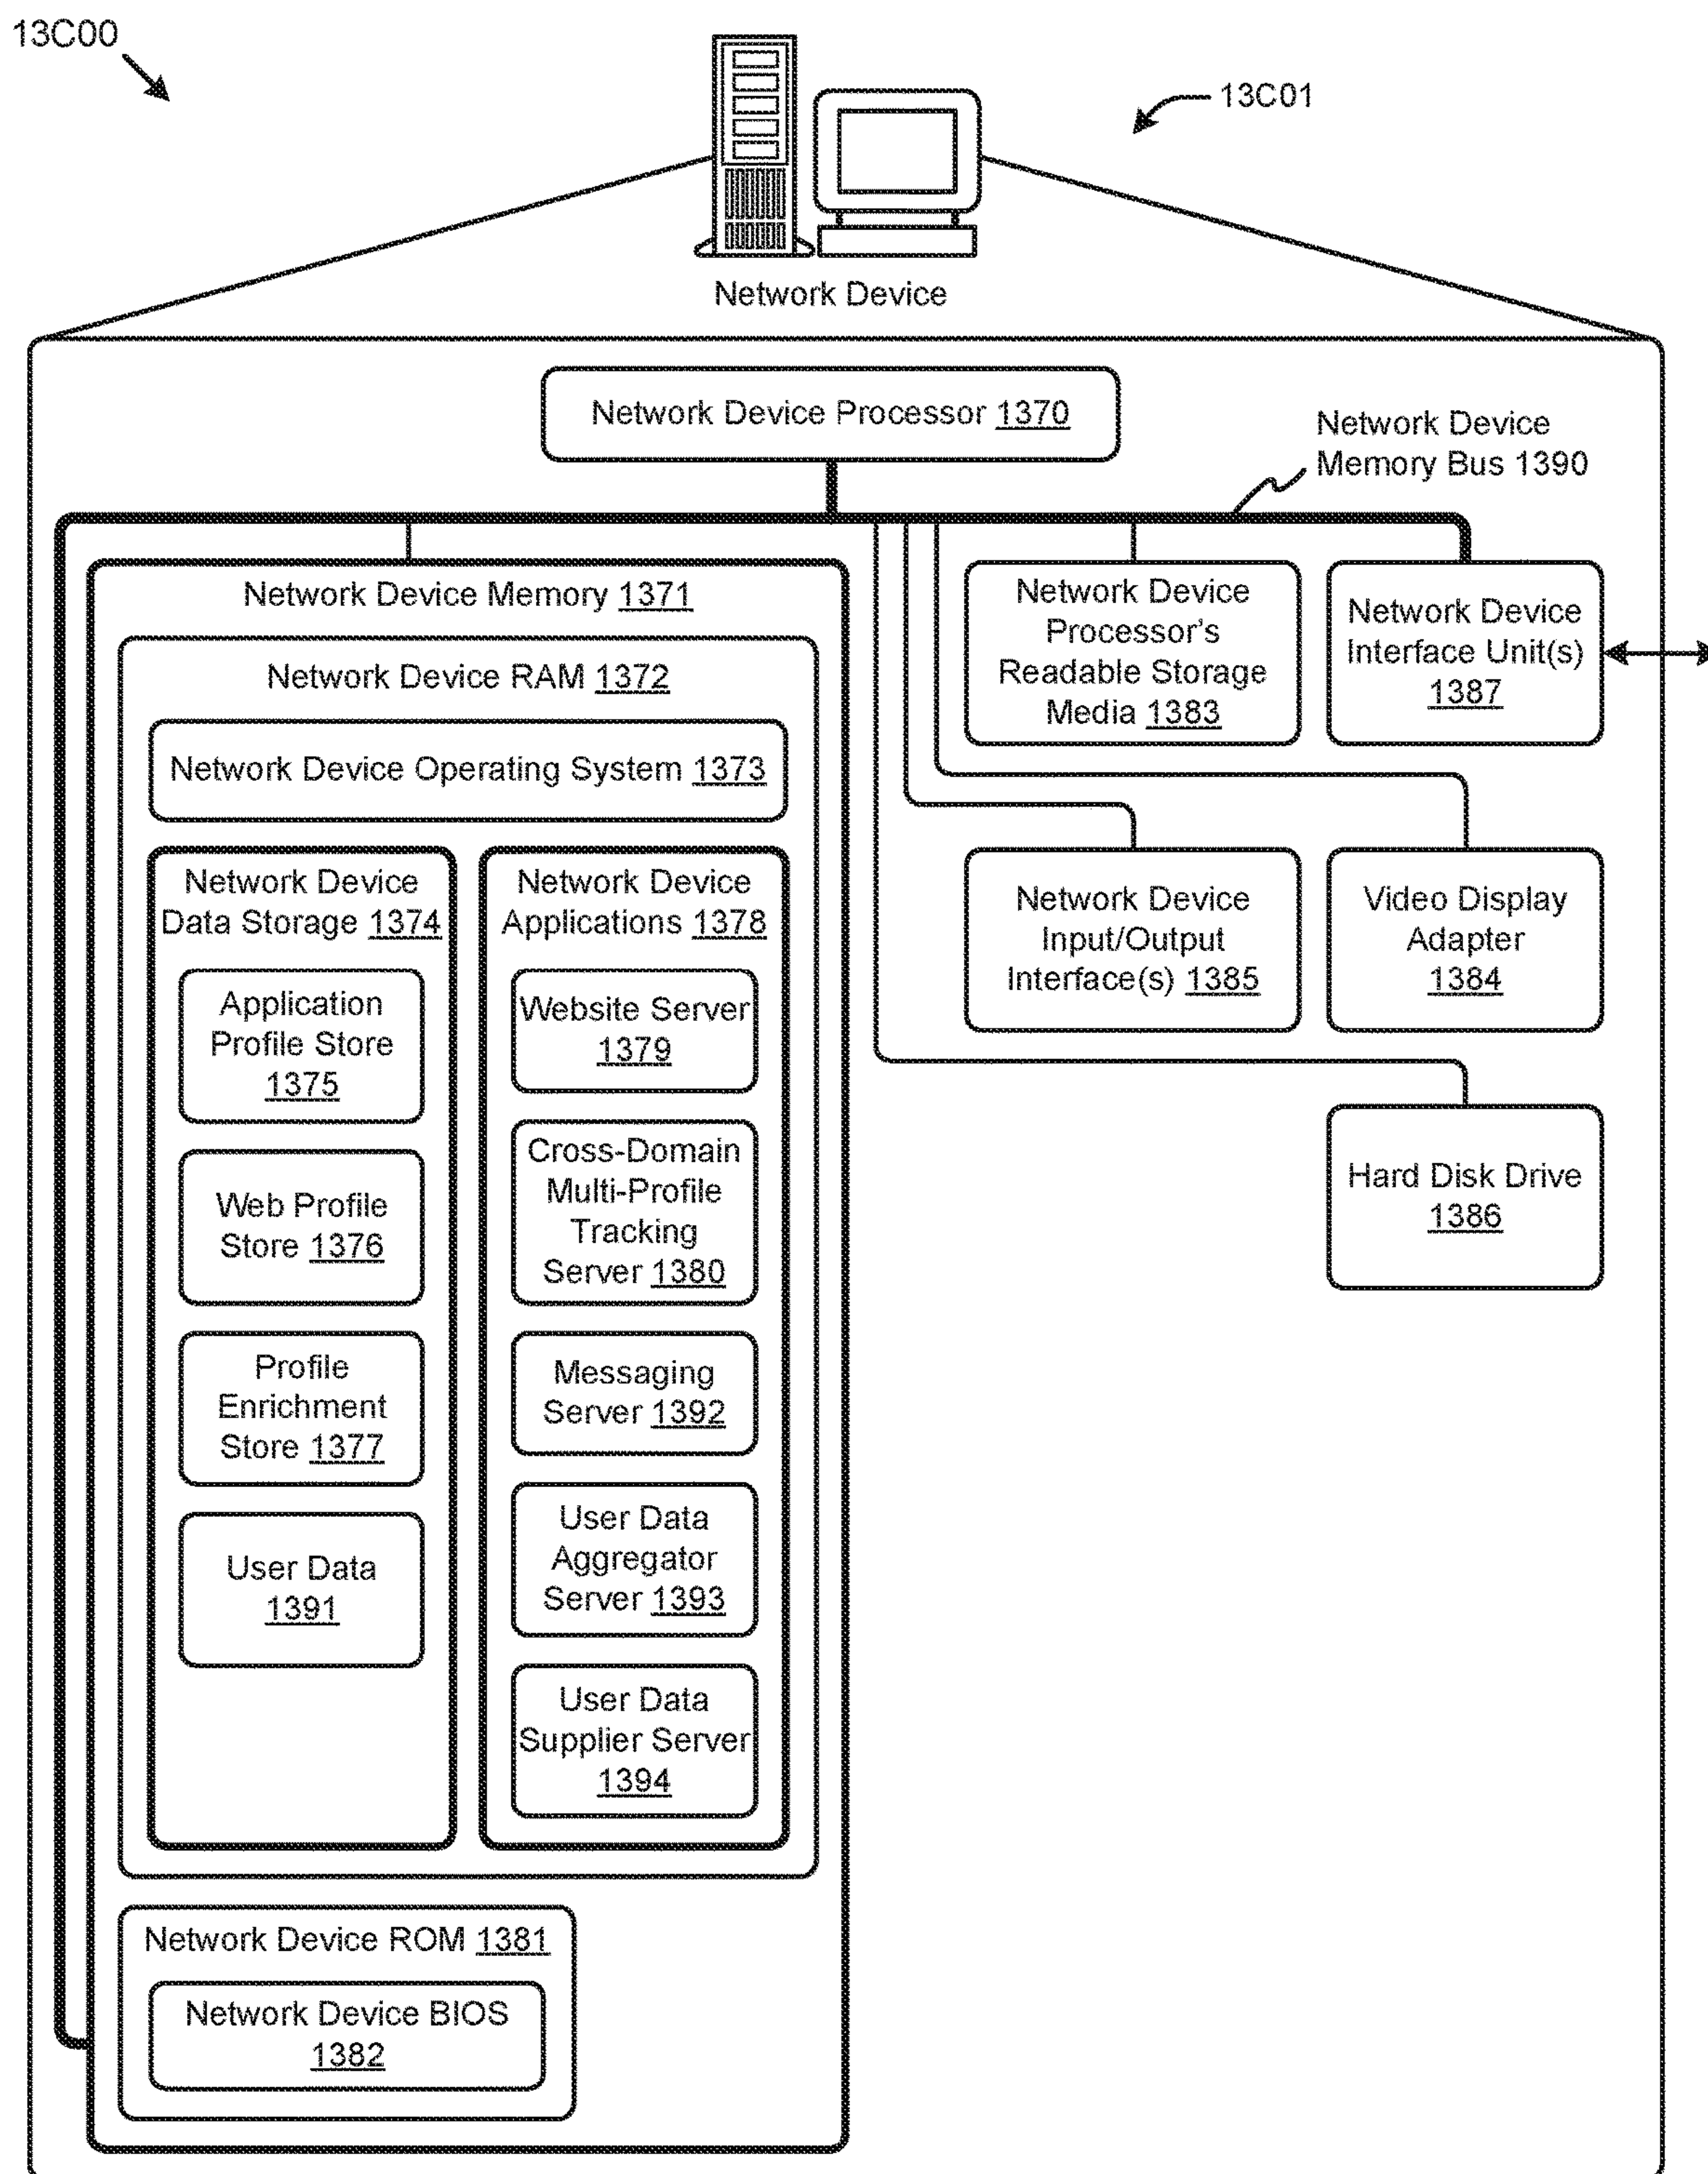 13C00
13C01
Network Device
Network Device Processor 1370
Network Device
Memory Bus 1390
Network Device Memory 1371
Network Device RAM 1372
Network Device Operating System 1373
Network Device
Data Storage 1374
Application
Profile Store
1375
Web Profile
Store 1376
Profile
Enrichment
Store 1377
User Data
1391
Network Device
Applications 1378
Website Server
1379
Cross-Domain
Multi-Profile
Tracking
Server 1380
Messaging
Server 1392
User Data
Aggregator
Server 1393
User Data
Supplier Server
1394
Network Device ROM 1381
Network Device BIOS
1382
Network Device
Processor's
Readable Storage
Media 1383
Network Device
Interface Unit(s)
1387
Network Device
Input/Output
Interface(s) 1385
Video Display
Adapter
1384
Hard Disk Drive
1386